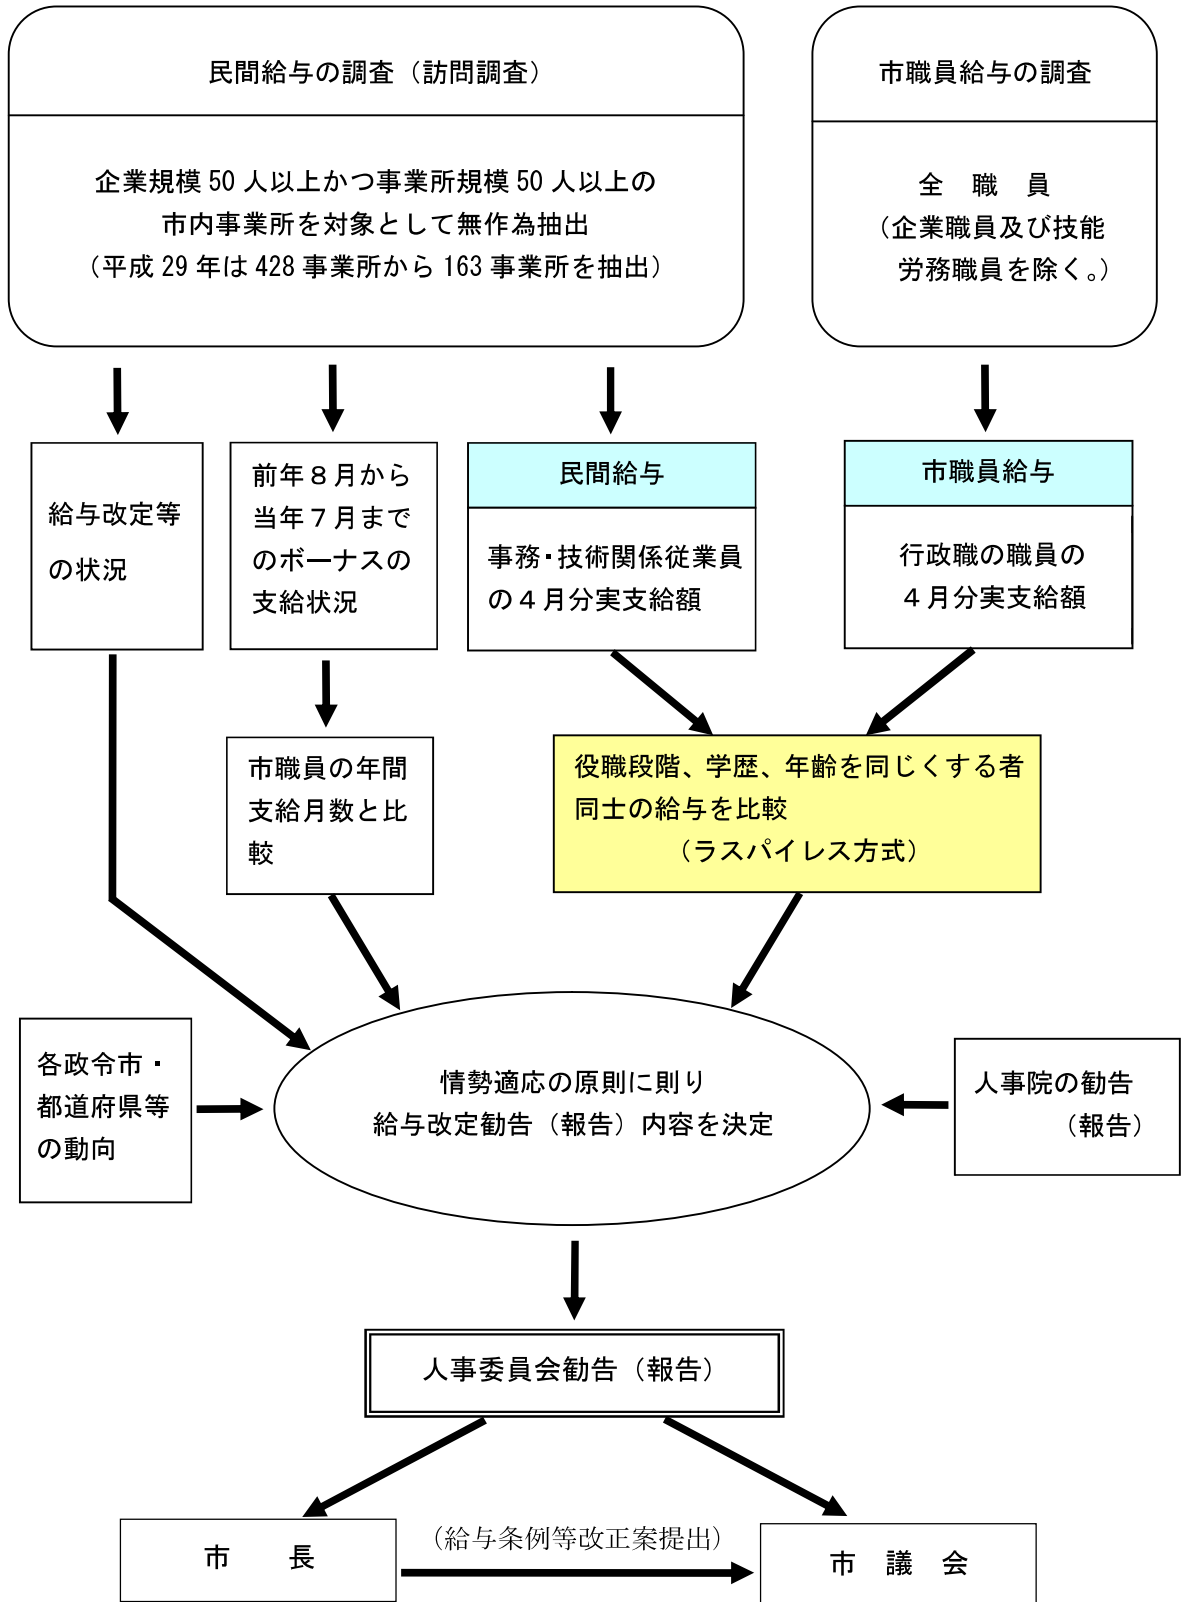 民間給与の調査（訪問調査）
企業規模 50 人以上かつ事業所規模 50 人以上の
市内事業所を対象として無作為抽出
（平成 29 年は 428 事業所から 163 事業所を抽出）
市職員給与の調査
全　職　員
（企業職員及び技能
労務職員を除く。）
給与改定等
の状況
前年８月から
当年７月まで
のボーナスの
支給状況
民間給与
事務・技術関係従業員
の４月分実支給額
市職員給与
行政職の職員の
４月分実支給額
市職員の年間
支給月数と比
較
役職段階、学歴、年齢を同じくする者
同士の給与を比較
（ラスパイレス方式）
各政令市・
都道府県等
の動向
情勢適応の原則に則り
給与改定勧告（報告）内容を決定
人事院の勧告
（報告）
人事委員会勧告（報告）
市　　長
（給与条例等改正案提出）
市　議　会